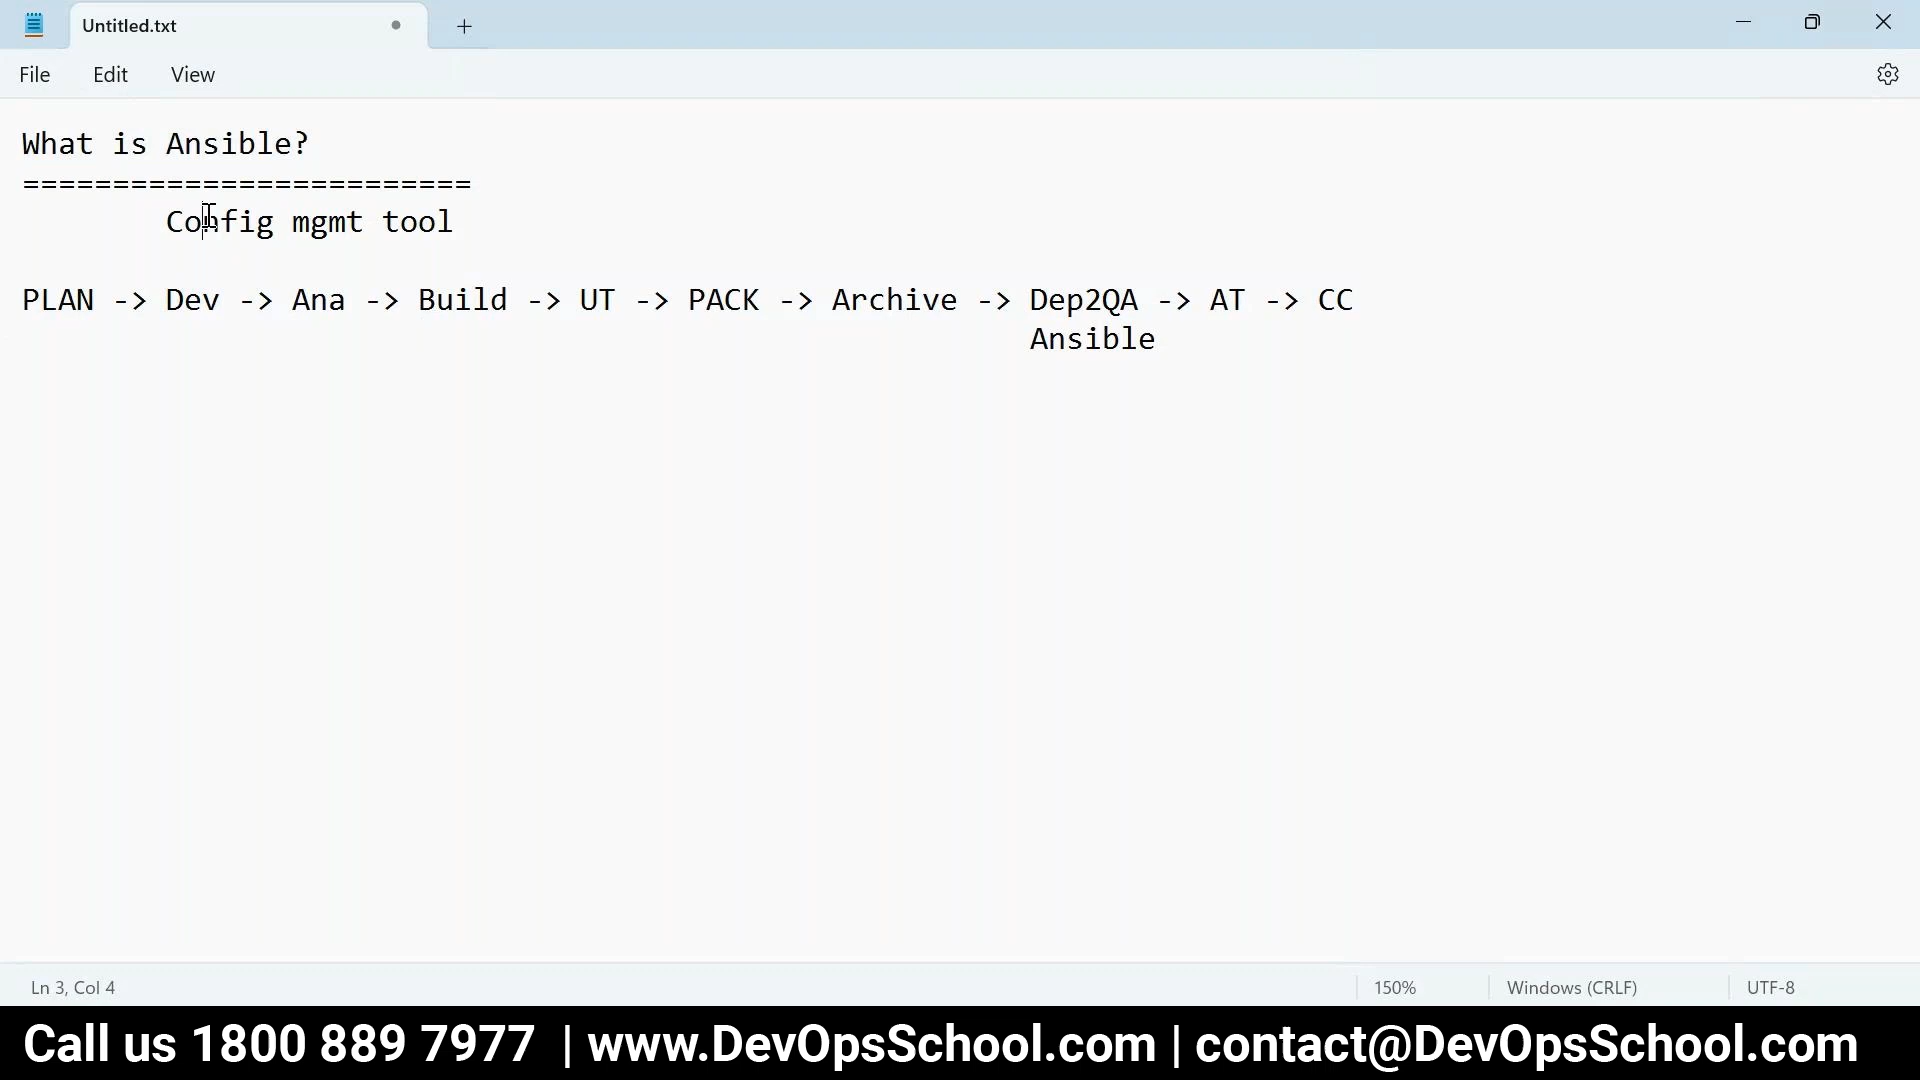 Untitled.txt
File Edit View
What is Ansible?
=========================
Config mgmt tool
PLAN -> Dev -> Ana -> Build -> UT -> PACK -> Archive -> Dep2QA -> AT -> CC
Ansible
Ln 3, Col 4 150% Windows (CRLF) UTF-8
Call us 1800 889 7977 | www.DevOpsSchool.com | contact@DevOpsSchool.com